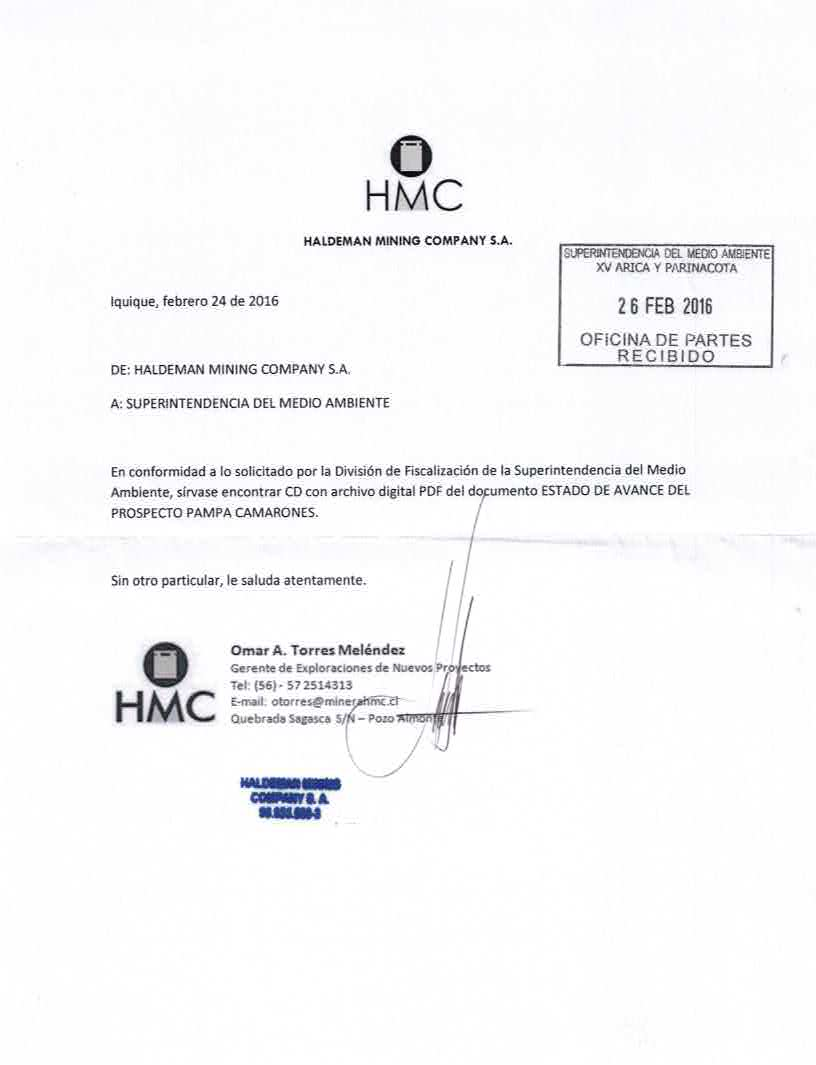 HMC
HALDEMAN MINING COMPANY S.A.
SUPERINTENDENCIA DEL MEDIO AMBIENTE
XV ARICA Y PARINACOTA
26 FEB 2016
OFICINA DE PARTES
RECIBIDO
Iquique, febrero 24 de 2016
DE: HALDEMAN MINING COMPANY S.A.
A: SUPERINTENDENCIA DEL MEDIO AMBIENTE
En conformidad a lo solicitado por la División de Fiscalización de la Superintendencia del Medio
Ambiente, sírvase encontrar CD con archivo digital PDF del documento ESTADO DE AVANCE DEL
PROSPECTO PAMPA CAMARONES.
Sin otro particular, le saluda atentamente.
HMC
Omar A. Torres Meléndez
Gerente de Exploraciones de Nuevos Proyectos
Tel: (56) - 57 2514313
E-mail: otorres@minerahmc.cl
Quebrada Sagasca S/N – Pozo Almonte
HALDEMAN MINING
COMPANY S. A.